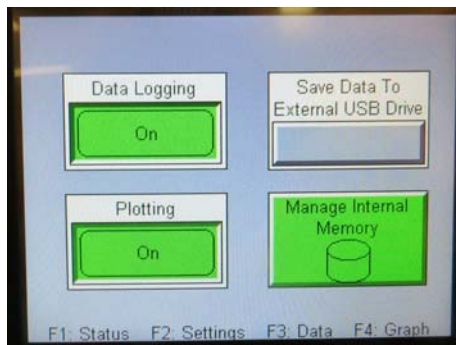 Data Logging
On
Save Data To
External USB Drive
Plotting
On
Manage Internal
Memory
F1: Status F2: Settings F3: Data F4: Graph